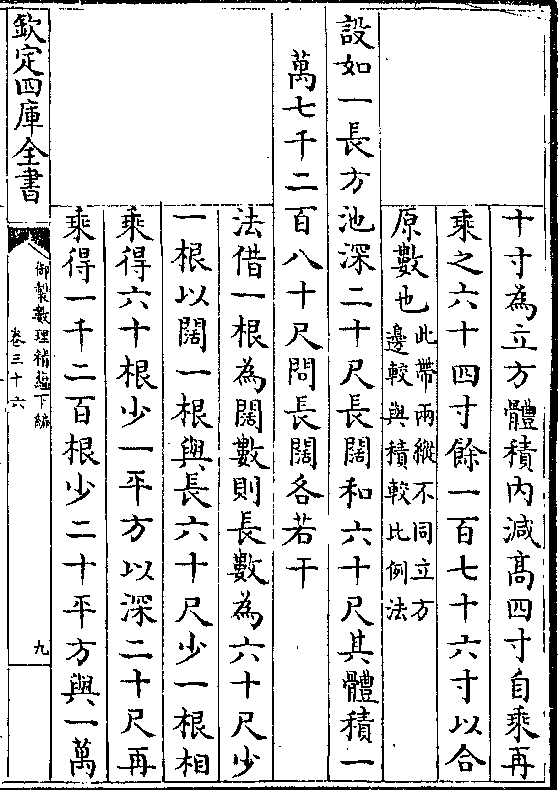 十寸為立方體積內減高四寸自乘再
乘之六十四寸餘一百七十六寸以合
原數也此帶兩縱不同立方
邊較與積較比例法
設如一長方池深二十尺長闊和六十尺其體積一
萬七千二百八十尺問長闊各若干
法借一根為闊數則長數為六十尺少
一根以闊一根與長六十尺少一根相
乘得六十根少一平方以深二十尺再
乘得一千二百根少二十平方與一萬
欽定四庫全書
御製數理精蘊下編
卷三十六
九